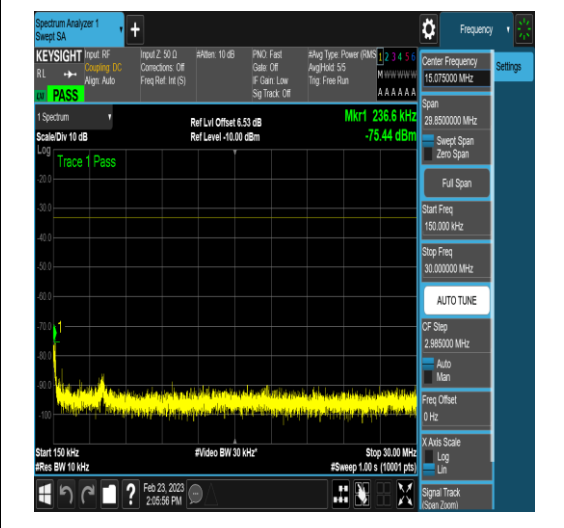 Spectrum Analyzer 1
Swept SA
+
Frequency
KEYSIGHT
RL
PASS
Input: RF
Coupling: DC
Align: Auto
Input Z: 50 Ω
Corrections: Off
Freq Ref: Int (S)
#Atten: 10 dB
PNO: Fast
Gate: Off
IF Gain: Low
Sig Track: Off
#Avg Type: Power (RMS
Avg|Hold: 5/5
Trig: Free Run
1 2 3 4 5 6
M W W W W W
A A A A A A
1 Spectrum
Scale/Div 10 dB
Ref Lvl Offset 6.53 dB
Ref Level -10.00 dBm
Mkr1 236.6 kHz
-75.44 dBm
Log
Trace 1 Pass
-20.0
-30.0
-40.0
-50.0
-60.0
-70.0
1
-80.0
-90.0
-100
Start 150 kHz
#Res BW 10 kHz
#Video BW 30 kHz*
Stop 30.00 MHz
#Sweep 1.00 s (10001 pts)
?
Feb 23, 2023
2:05:56 PM
Center Frequency
15.075000 MHz
Settings
Span
29.8500000 MHz
Swept Span
Zero Span
Full Span
Start Freq
150.000 kHz
Stop Freq
30.000000 MHz
AUTO TUNE
CF Step
2.985000 MHz
Auto
Man
Freq Offset
0 Hz
X Axis Scale
Log
Lin
Signal Track
(Span Zoom)